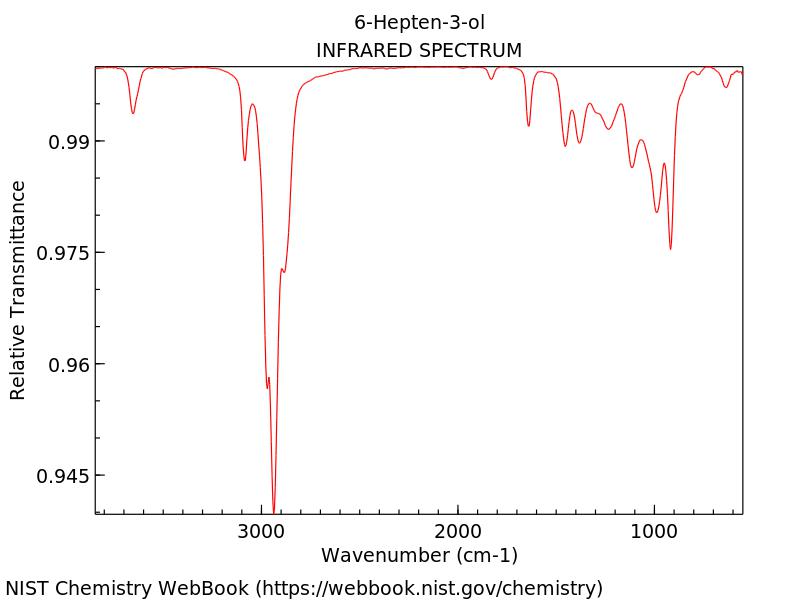 6-Hepten-3-ol
INFRARED SPECTRUM
0.99
0.975
0.96
0.945
Relative Transmittance
3000 2000 1000
Wavenumber (cm-1)
NIST Chemistry WebBook (https://webbook.nist.gov/chemistry)